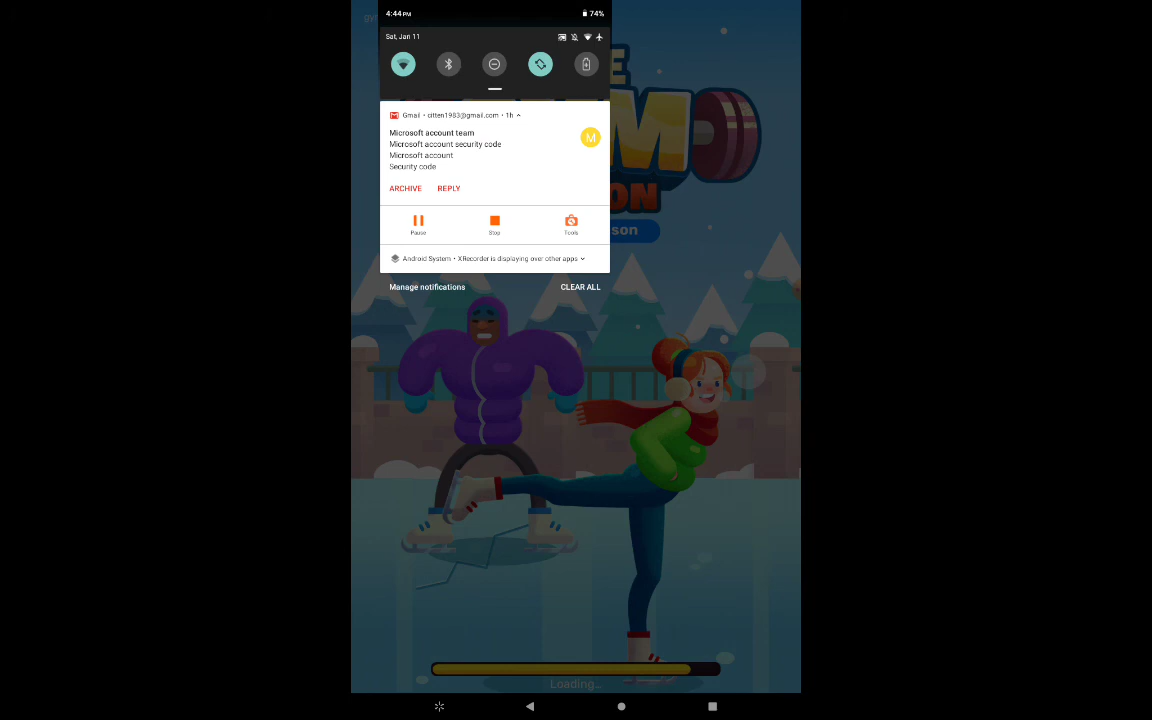 4:44 PM 74%
Sat, Jan 11
Gmail • citten1983@gmail.com • 1h
Microsoft account team
M
Microsoft account security code
Microsoft account
Security code
ARCHIVE REPLY
Pause Stop Tools
Android System • XRecorder is displaying over other apps
Manage notifications CLEAR ALL
Loading...